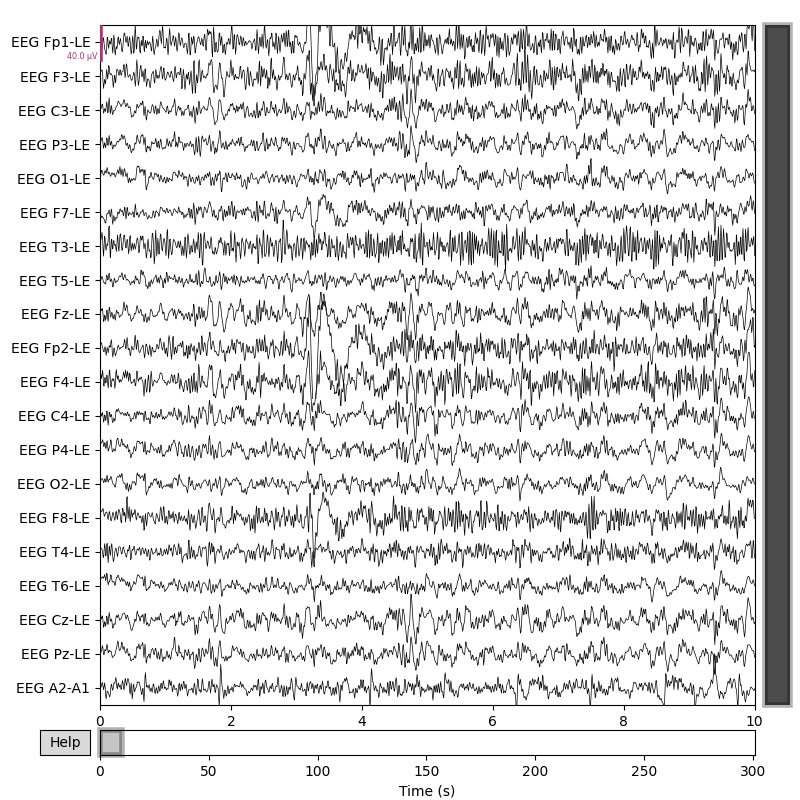 EEG Fp1-LE
40.0 µV
EEG F3-LE
EEG C3-LE
EEG P3-LE
EEG O1-LE
EEG F7-LE
EEG T3-LE
EEG T5-LE
EEG Fz-LE
EEG Fp2-LE
EEG F4-LE
EEG C4-LE
EEG P4-LE
EEG O2-LE
EEG F8-LE
EEG T4-LE
EEG T6-LE
EEG Cz-LE
EEG Pz-LE
EEG A2-A1
0 2 4 6 8 10
Help
0 50 100 150 200 250 300
Time (s)